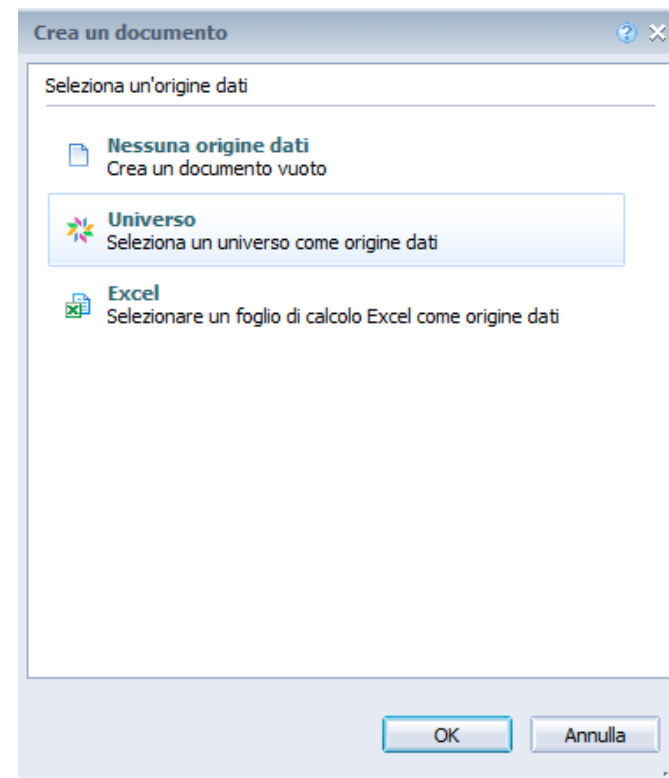 Crea un documento
Seleziona un'origine dati
Nessuna origine dati
Crea un documento vuoto
Universo
Seleziona un universo come origine dati
Excel
Selezionare un foglio di calcolo Excel come origine dati
OK
Annulla